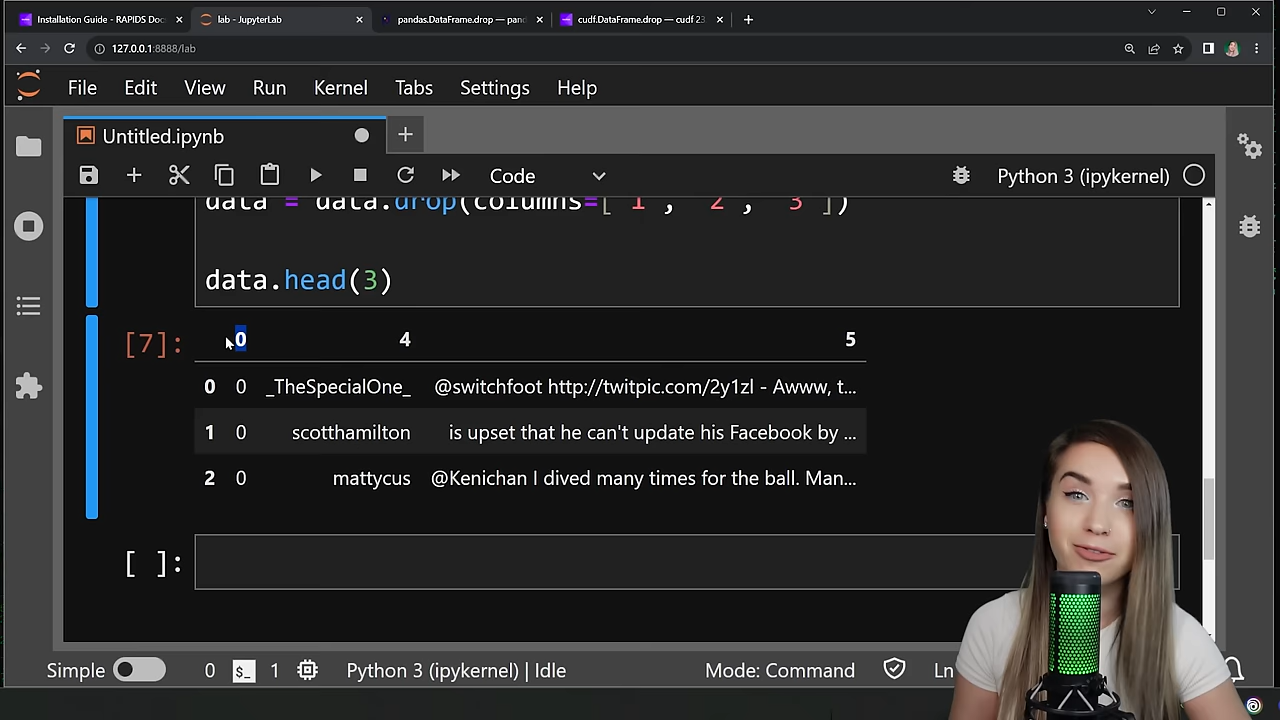 Installation Guide - RAPIDS Doc
lab - JupyterLab
pandas.DataFrame.drop — pand
cudf.DataFrame.drop — cudf 23.
127.0.0.1:8888/lab
File Edit View Run Kernel Tabs Settings Help
Untitled.ipynb
Code
Python 3 (ipykernel)
data = data.drop(columns=['1', '2', '3'])
data.head(3)
[7]:
0 4 5
0 0 _TheSpecialOne_ @switchfoot http://twitpic.com/2y1zl - Awww, t...
1 0 scotthamilton is upset that he can't update his Facebook by ...
2 0 mattycus @Kenichan I dived many times for the ball. Man...
[ ]:
Simple 0 $_ 1 Python 3 (ipykernel) | Idle Mode: Command Ln